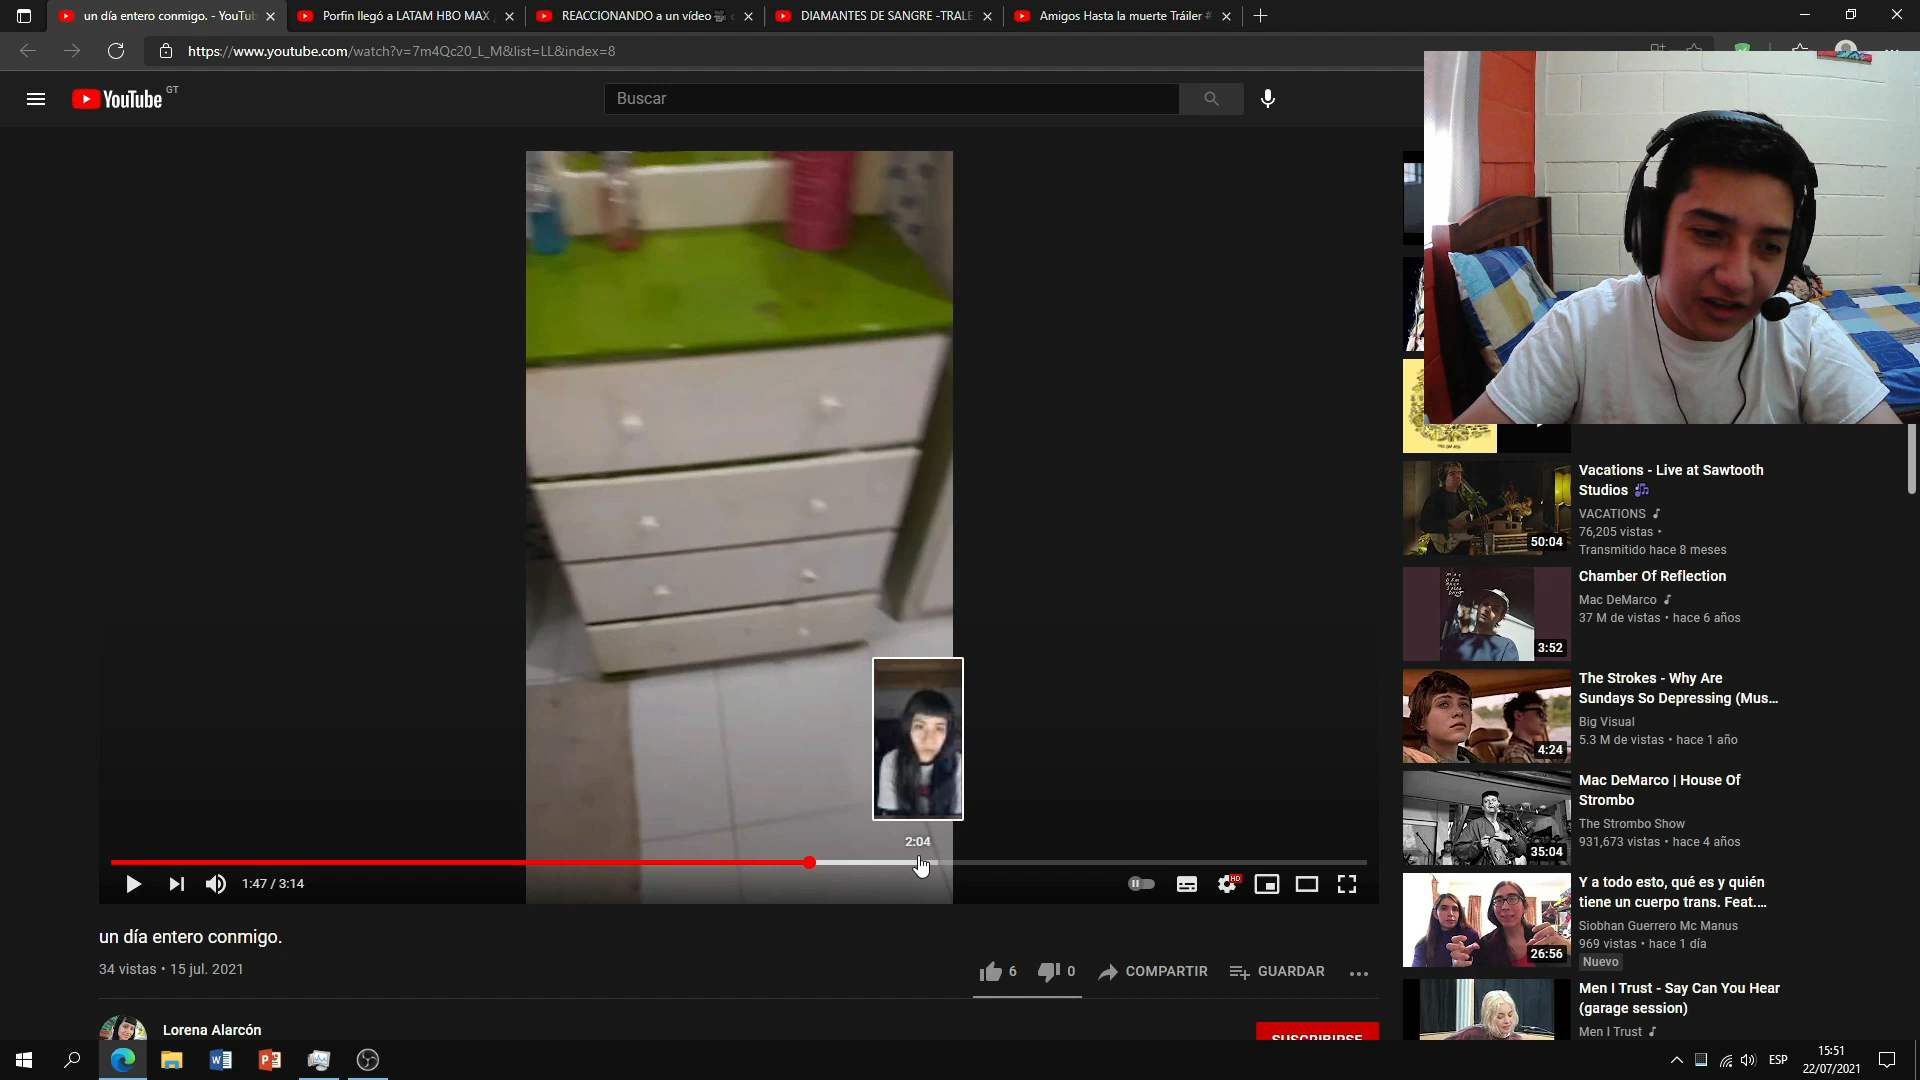 un día entero conmigo. - YouTub
Porfin llegó a LATAM HBO MAX
REACCIONANDO a un vídeo
DIAMANTES DE SANGRE -TRALE
Amigos Hasta la muerte Tráiler #
https://www.youtube.com/watch?v=7m4Qc20_L_M&list=LL&index=8
YouTube GT
Buscar
2:04
1:47 / 3:14
HD
un día entero conmigo.
34 vistas • 15 jul. 2021
6
0
COMPARTIR
GUARDAR
Lorena Alarcón
SUSCRIBIRSE
Vacations - Live at Sawtooth
Studios
VACATIONS
76,205 vistas •
Transmitido hace 8 meses
50:04
Chamber Of Reflection
Mac DeMarco
37 M de vistas • hace 6 años
3:52
The Strokes - Why Are
Sundays So Depressing (Mus...
Big Visual
5.3 M de vistas • hace 1 año
4:24
Mac DeMarco | House Of
Strombo
The Strombo Show
931,673 vistas • hace 4 años
35:04
Y a todo esto, qué es y quién
tiene un cuerpo trans. Feat....
Siobhan Guerrero Mc Manus
969 vistas • hace 1 día
Nuevo
26:56
Men I Trust - Say Can You Hear
(garage session)
Men I Trust
ESP
15:51
22/07/2021